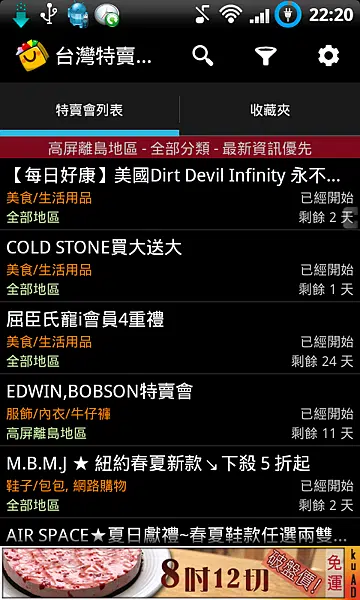 22:20
台灣特賣...
特賣會列表
收藏夾
高屏離島地區 - 全部分類 - 最新資訊優先
【每日好康】美國Dirt Devil Infinity 永不...
美食/生活用品
已經開始
全部地區
剩餘 2 天
COLD STONE買大送大
美食/生活用品
已經開始
全部地區
剩餘 1 天
屈臣氏寵i會員4重禮
美食/生活用品
已經開始
全部地區
剩餘 24 天
EDWIN,BOBSON特賣會
服飾/內衣/牛仔褲
已經開始
高屏離島地區
剩餘 11 天
M.B.M.J ★ 紐約春夏新款↘下殺 5 折起
鞋子/包包, 網路購物
已經開始
全部地區
剩餘 2 天
AIR SPACE★夏日獻禮~春夏鞋款任選兩雙...
8吋12切
破盤買!
免運
kuAD